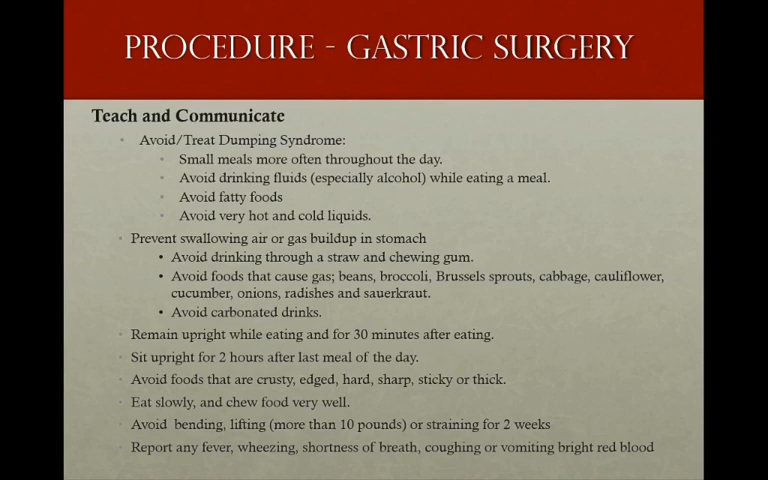 PROCEDURE - GASTRIC SURGERY
Teach and Communicate
• Avoid/Treat Dumping Syndrome:
• Small meals more often throughout the day.
• Avoid drinking fluids (especially alcohol) while eating a meal.
• Avoid fatty foods
• Avoid very hot and cold liquids.
• Prevent swallowing air or gas buildup in stomach
• Avoid drinking through a straw and chewing gum.
• Avoid foods that cause gas; beans, broccoli, Brussels sprouts, cabbage, cauliflower,
cucumber, onions, radishes and sauerkraut.
• Avoid carbonated drinks.
• Remain upright while eating and for 30 minutes after eating.
• Sit upright for 2 hours after last meal of the day.
• Avoid foods that are crusty, edged, hard, sharp, sticky or thick.
• Eat slowly, and chew food very well.
• Avoid bending, lifting (more than 10 pounds) or straining for 2 weeks
• Report any fever, wheezing, shortness of breath, coughing or vomiting bright red blood